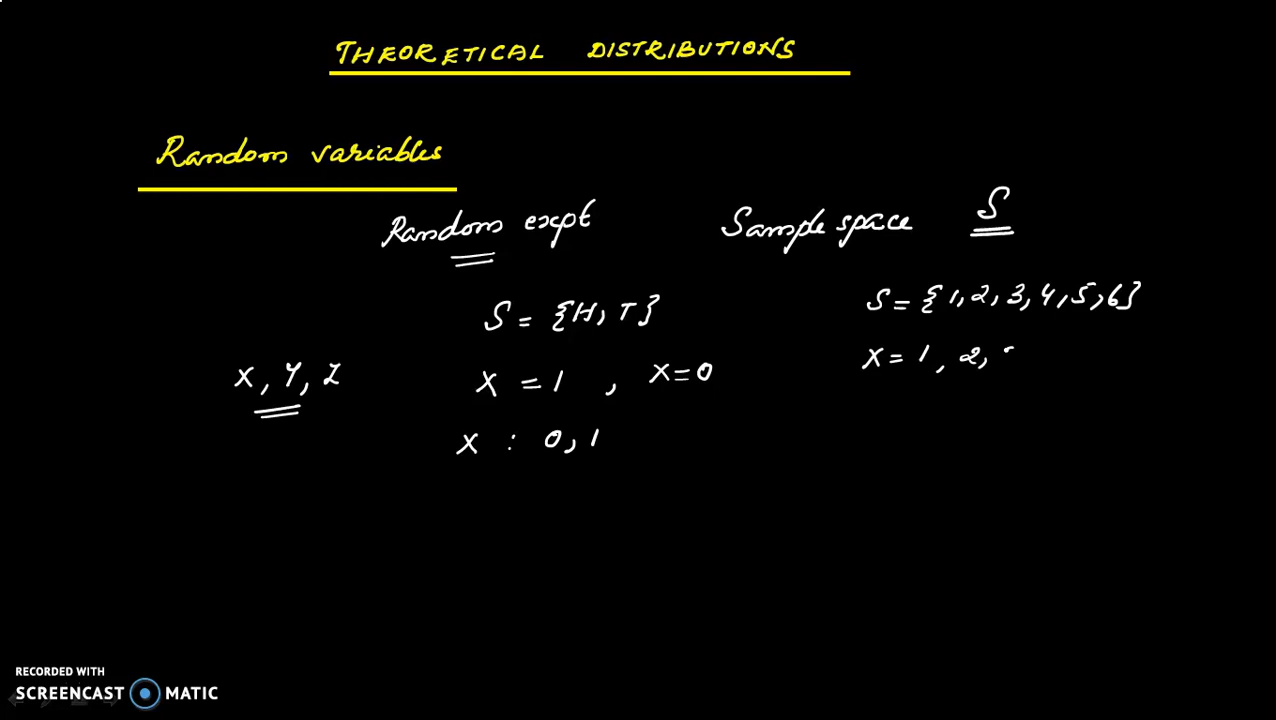 THEORETICAL DISTRIBUTIONS
Random variables
Random expt Sample space S
S = {H, T} S = {1, 2, 3, 4, 5, 6}
X, Y, Z X = 1 , X = 0 X = 1, 2,
X : 0, 1
RECORDED WITH
SCREENCAST MATIC